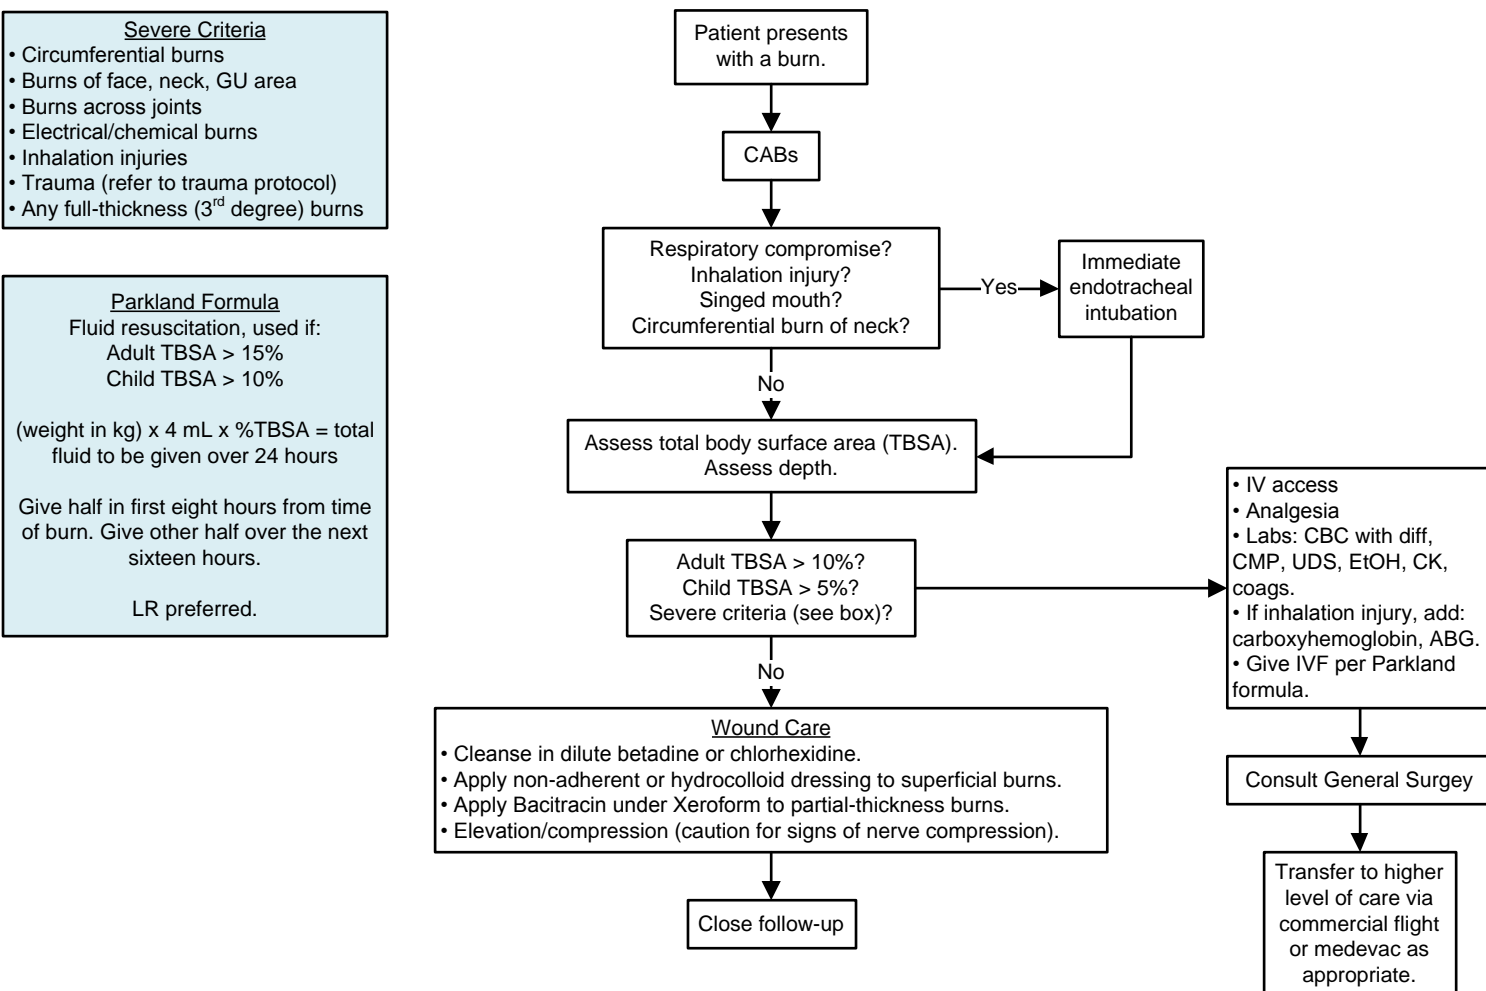 Severe Criteria
• Circumferential burns
• Burns of face, neck, GU area
• Burns across joints
• Electrical/chemical burns
• Inhalation injuries
• Trauma (refer to trauma protocol)
• Any full-thickness (3rd degree) burns
Parkland Formula
Fluid resuscitation, used if:
Adult TBSA > 15%
Child TBSA > 10%
(weight in kg) x 4 mL x %TBSA = total
fluid to be given over 24 hours
Give half in first eight hours from time
of burn. Give other half over the next
sixteen hours.
LR preferred.
Patient presents
with a burn.
CABs
Respiratory compromise?
Inhalation injury?
Singed mouth?
Circumferential burn of neck?
Yes
Immediate
endotracheal
intubation
No
Assess total body surface area (TBSA).
Assess depth.
Adult TBSA > 10%?
Child TBSA > 5%?
Severe criteria (see box)?
No
Wound Care
• Cleanse in dilute betadine or chlorhexidine.
• Apply non-adherent or hydrocolloid dressing to superficial burns.
• Apply Bacitracin under Xeroform to partial-thickness burns.
• Elevation/compression (caution for signs of nerve compression).
Close follow-up
• IV access
• Analgesia
• Labs: CBC with diff,
CMP, UDS, EtOH, CK,
coags.
• If inhalation injury, add:
carboxyhemoglobin, ABG.
• Give IVF per Parkland
formula.
Consult General Surgey
Transfer to higher
level of care via
commercial flight
or medevac as
appropriate.